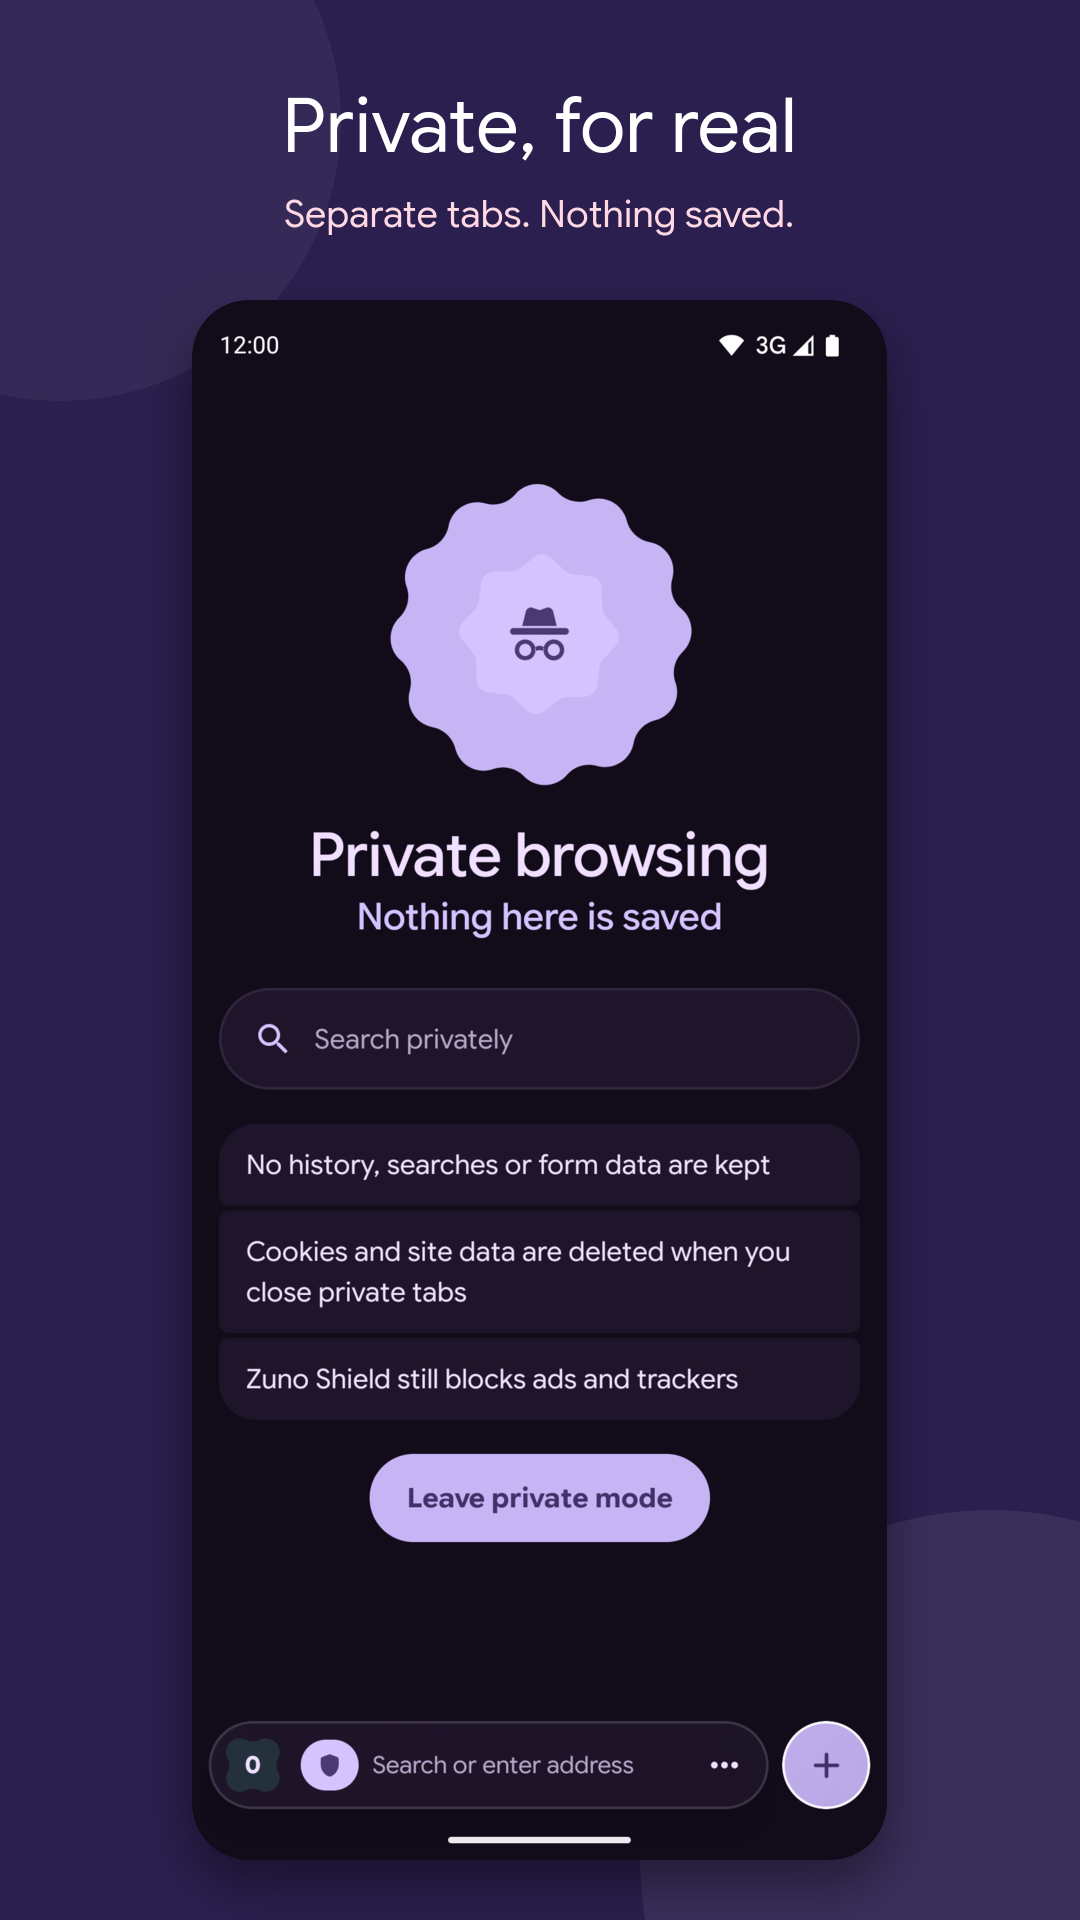 Private, for real
Separate tabs. Nothing saved.
12:00
3G
Private browsing
Nothing here is saved
Search privately
No history, searches or form data are kept
Cookies and site data are deleted when you
close private tabs
Zuno Shield still blocks ads and trackers
Leave private mode
0
Search or enter address